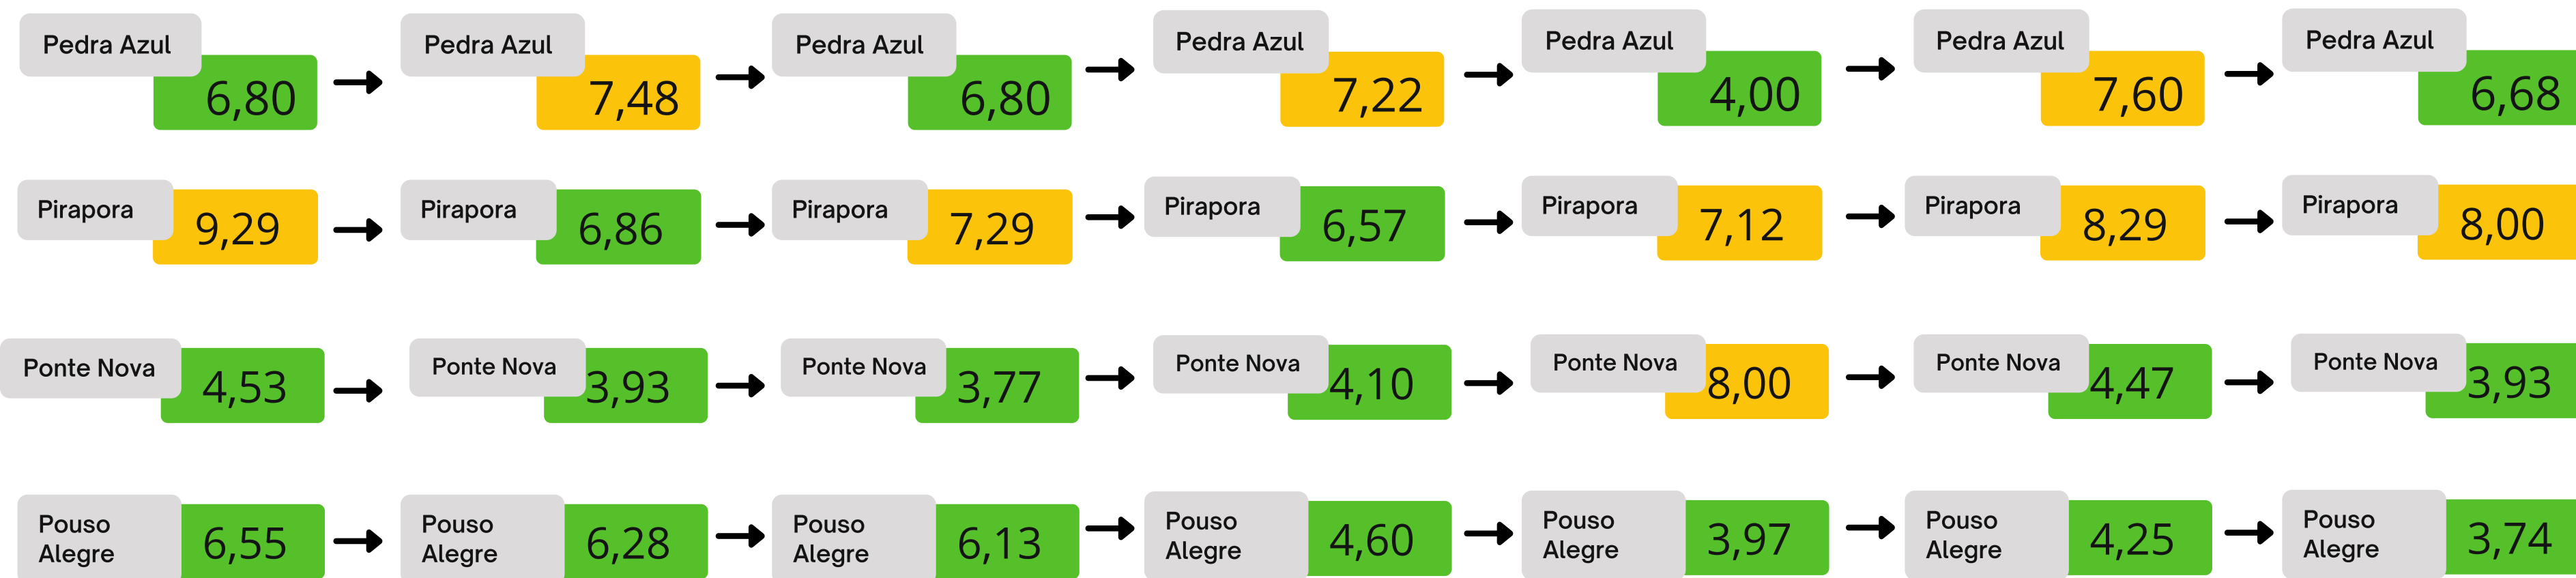 Pedra Azul
6,80
Pedra Azul
7,48
Pedra Azul
6,80
Pedra Azul
7,22
Pedra Azul
4,00
Pedra Azul
7,60
Pedra Azul
6,68
Pirapora
9,29
Pirapora
6,86
Pirapora
7,29
Pirapora
6,57
Pirapora
7,12
Pirapora
8,29
Pirapora
8,00
Ponte Nova
4,53
Ponte Nova
3,93
Ponte Nova
3,77
Ponte Nova
4,10
Ponte Nova
8,00
Ponte Nova
4,47
Ponte Nova
3,93
Pouso
Alegre
6,55
Pouso
Alegre
6,28
Pouso
Alegre
6,13
Pouso
Alegre
4,60
Pouso
Alegre
3,97
Pouso
Alegre
4,25
Pouso
Alegre
3,74